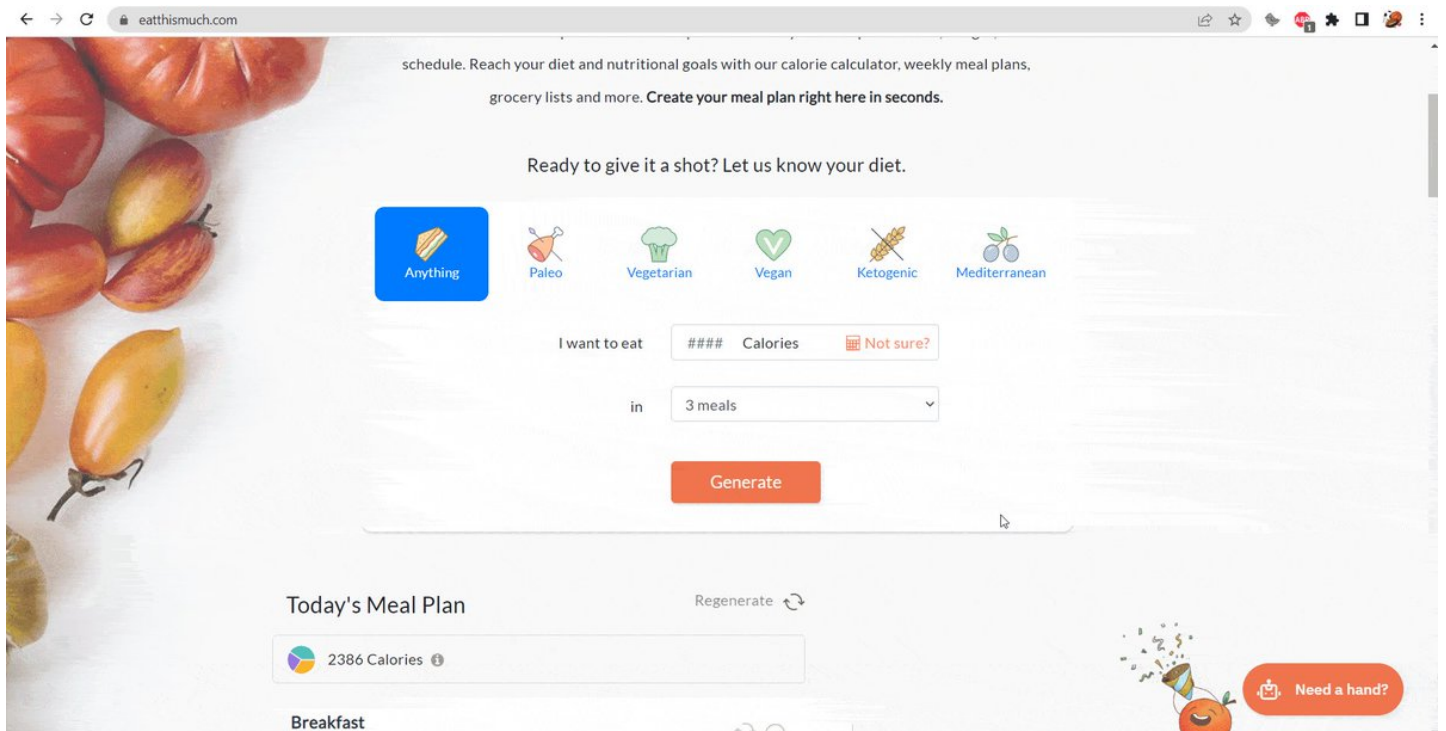 eatthismuch.com
ABP
1
schedule. Reach your diet and nutritional goals with our calorie calculator, weekly meal plans,
grocery lists and more. Create your meal plan right here in seconds.
Ready to give it a shot? Let us know your diet.
Anything
Paleo
Vegetarian
Vegan
Ketogenic
Mediterranean
I want to eat
#### Calories
Not sure?
in
3 meals
Generate
Today's Meal Plan
Regenerate
2386 Calories
Need a hand?
Breakfast